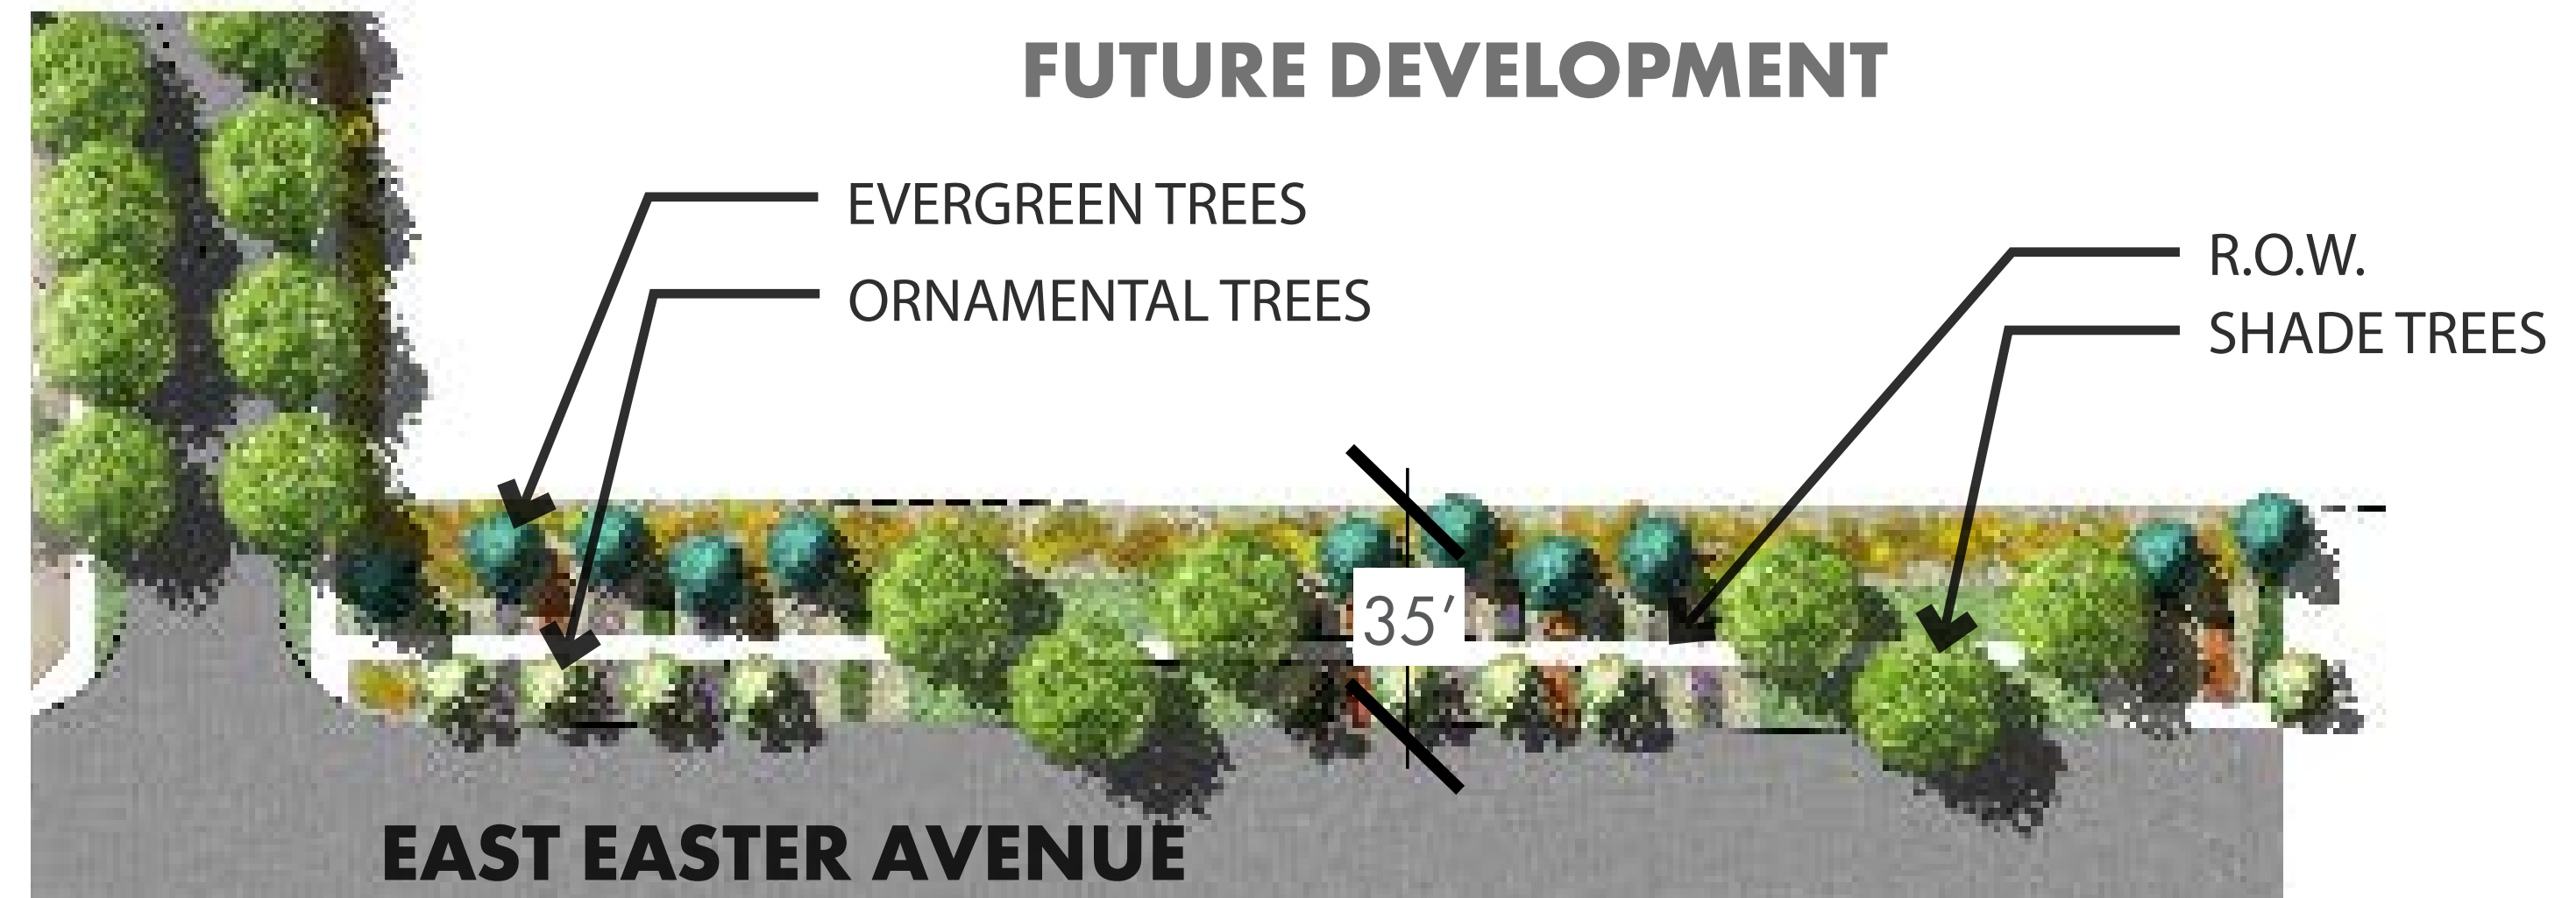 FUTURE DEVELOPMENT
EVERGREEN TREES
ORNAMENTAL TREES
R.O.W.
SHADE TREES
35'
EAST EASTER AVENUE